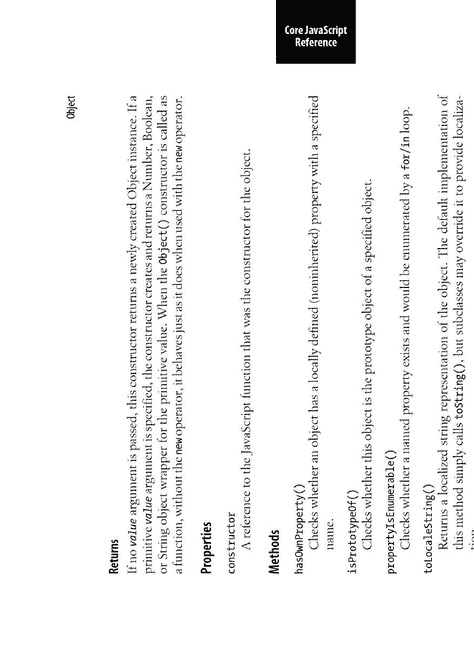 Core JavaScript
Reference
Object
Returns
If no value argument is passed, this constructor returns a newly created Object instance. If a
primitive value argument is specified, the constructor creates and returns a Number, Boolean,
or String object wrapper for the primitive value. When the Object() constructor is called as
a function, without the new operator, it behaves just as it does when used with the new operator.
Properties
constructor
A reference to the JavaScript function that was the constructor for the object.
Methods
hasOwnProperty()
Checks whether an object has a locally defined (noninherited) property with a specified
name.
isPrototypeOf()
Checks whether this object is the prototype object of a specified object.
propertyIsEnumerable()
Checks whether a named property exists and would be enumerated by a for/in loop.
toLocaleString()
Returns a localized string representation of the object. The default implementation of
this method simply calls toString(), but subclasses may override it to provide localiza-